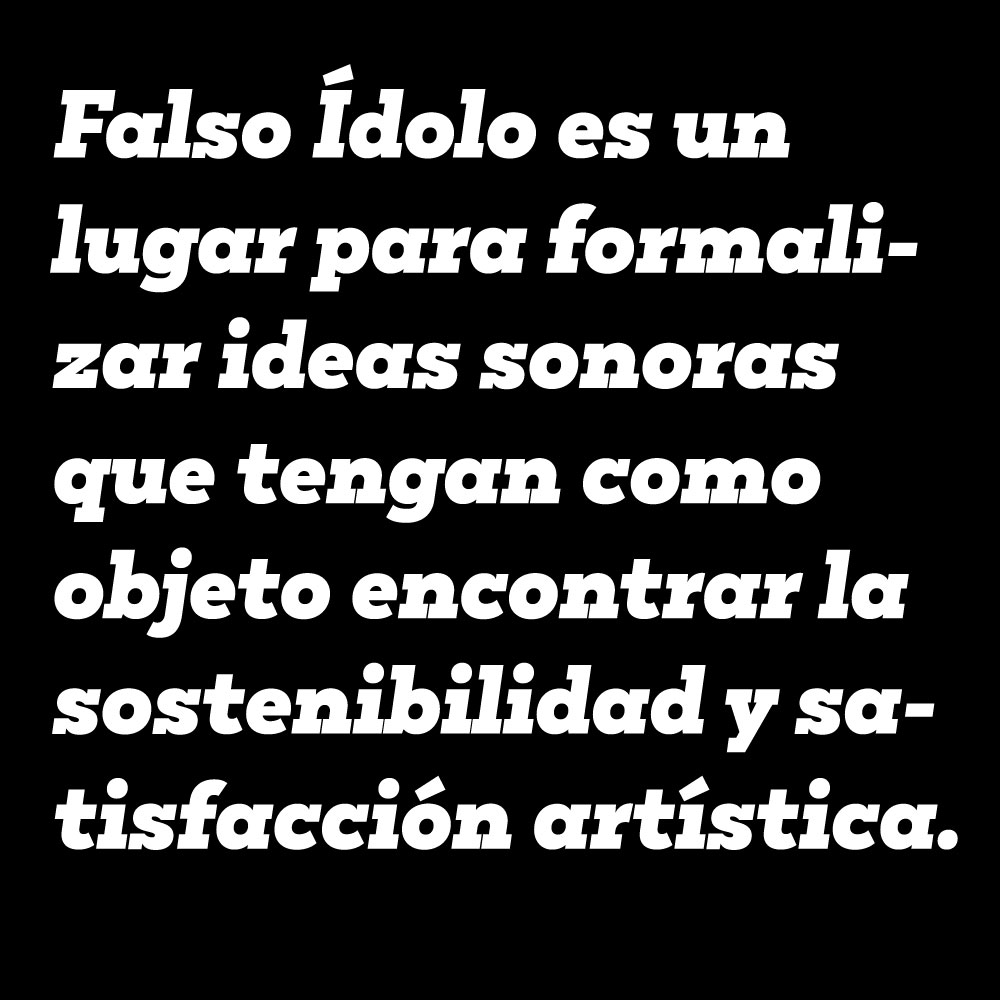 Falso Ídolo es un
lugar para formali-
zar ideas sonoras
que tengan como
objeto encontrar la
sostenibilidad y sa-
tisfacción artística.